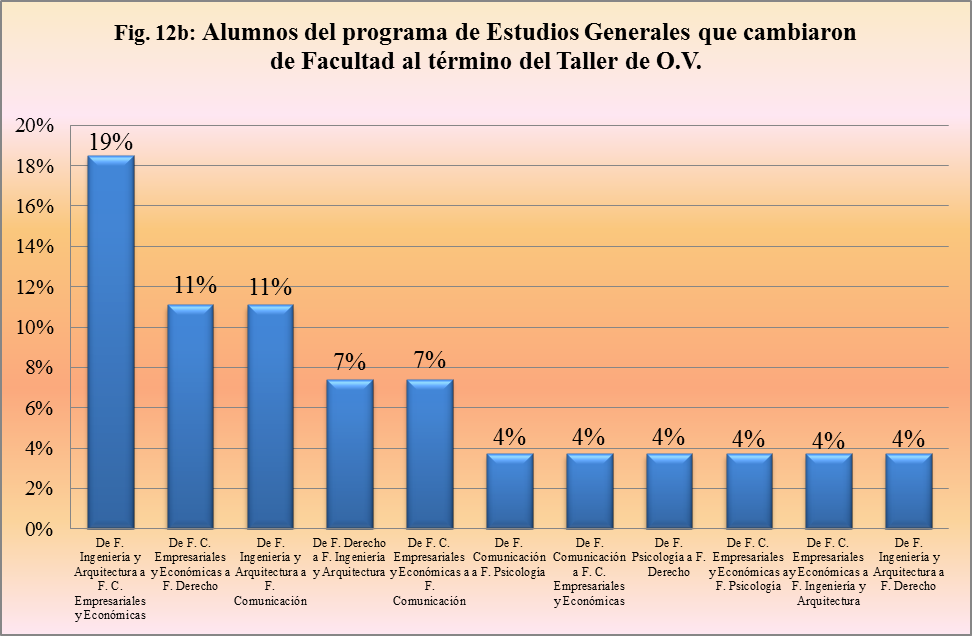 Fig. 12b: Alumnos del programa de Estudios Generales que cambiaron
de Facultad al término del Taller de O.V.
20%
18%
16%
14%
12%
10%
8%
6%
4%
2%
0%
19%
11%
11%
7%
7%
4%
4%
4%
4%
4%
4%
De F.
Ingeniería y
Arquitectura a
F. C.
Empresariales
y Económicas
De F. C.
Empresariales
y Económicas a
F. Derecho
De F.
Ingeniería y
Arquitectura a
F.
Comunicación
De F. Derecho
a F. Ingeniería
y Arquitectura
De F. C.
Empresariales
y Económicas a
F.
Comunicación
De F.
Comunicación
a F. Psicología
De F.
Comunicación
a F. C.
Empresariales
y Económicas
De F.
Psicología a F.
Derecho
De F. C.
Empresariales
y Económicas a
F. Psicología
De F. C.
Empresariales
y Económicas a
F. Ingeniería y
Arquitectura
De F.
Ingeniería y
Arquitectura a
F. Derecho